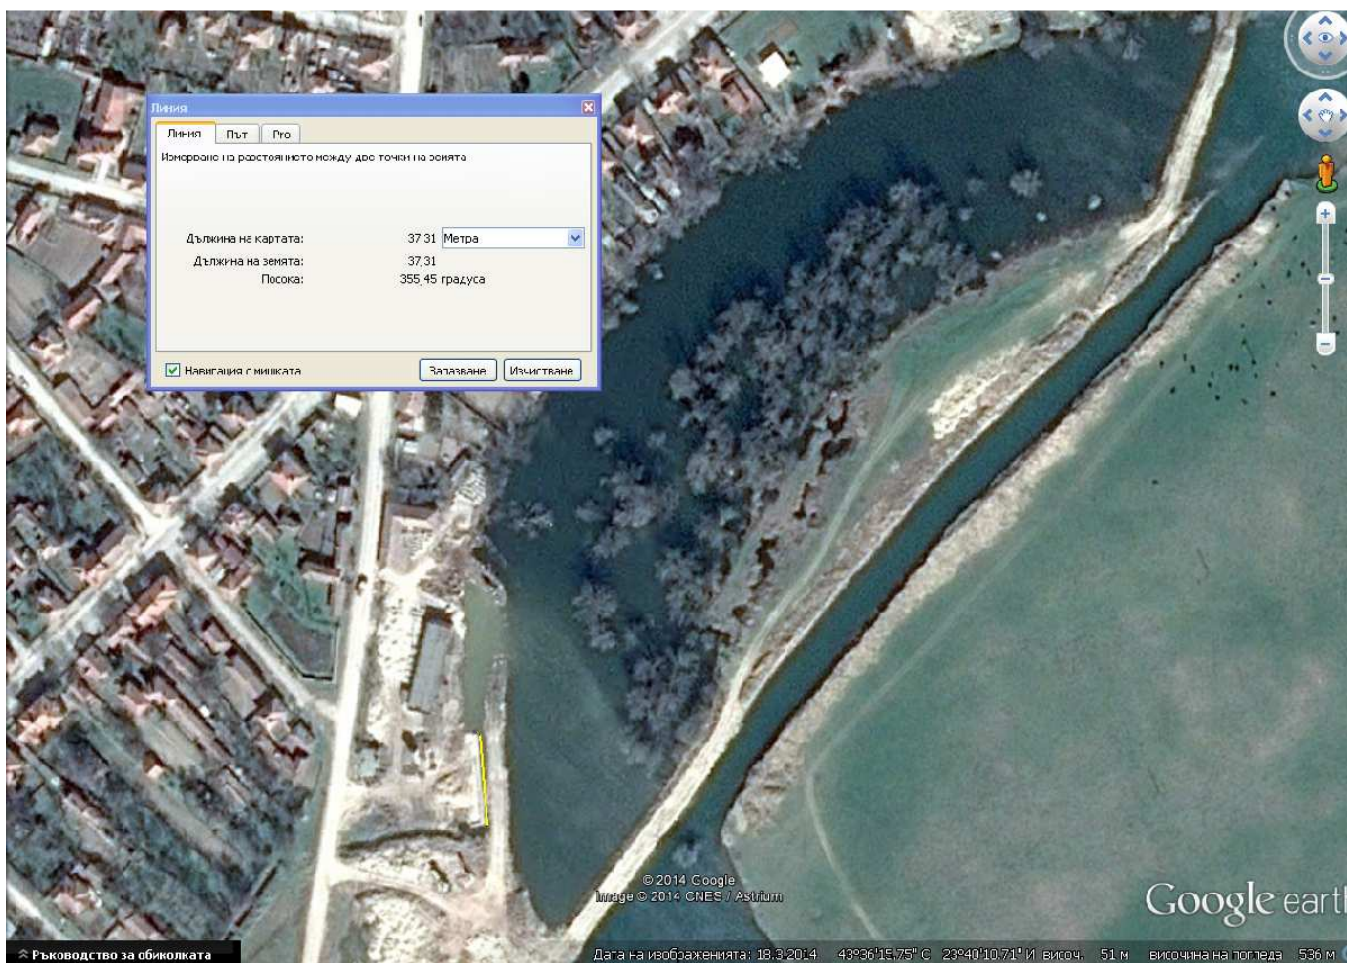 Линия
Линия Път Pro
Измерване на разстоянието между две точки на земята
Дължина на картата: 37,31 Метра
Дължина на земята: 37,31
Посока: 355,45 градуса
Навигация с мишката Запазване Изчистване
© 2014 Google
Image © 2014 CNES / Astrium
Google earth
Ръководство за обиколката
Дата на изображенията: 18.3.2014 43°36'15.75" С 23°40'10.71" И височ. 51 м височина на погледа 536 м